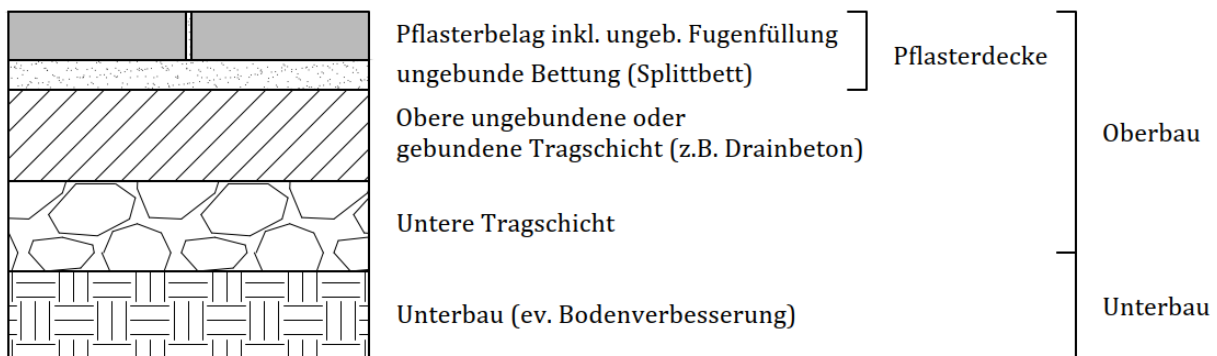 Pflasterbelag inkl. ungeb. Fugenfüllung
ungebunde Bettung (Splittbett)
Pflasterdecke
Obere ungebundene oder
gebundene Tragschicht (z.B. Drainbeton)
Oberbau
Untere Tragschicht
Unterbau (ev. Bodenverbesserung)
Unterbau